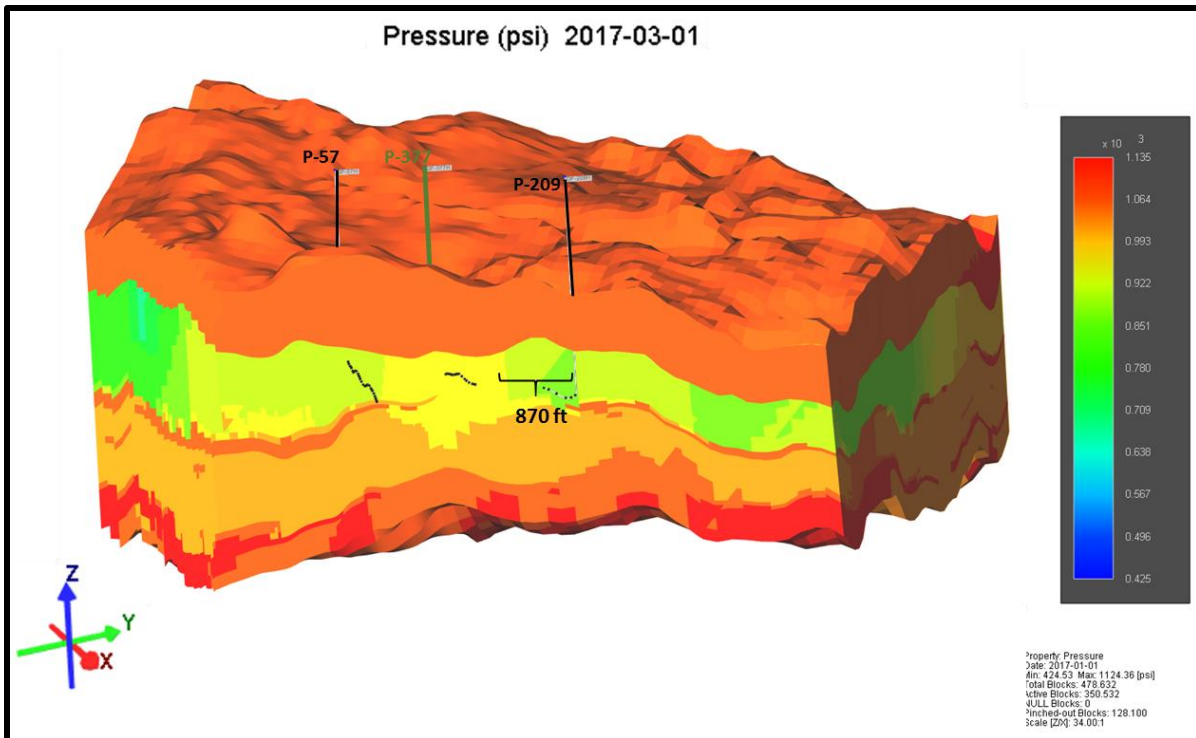 Pressure (psi) 2017-03-01
P-57
P-377
P-209
x 10 3
1.135
1.064
0.993
0.922
0.851
0.780
0.709
0.638
0.567
0.496
0.425
870 ft
Z
Y
X
Property: Pressure
Date: 2017-01-01
Min: 424.53 Max: 1124.36 [psi]
Total Blocks: 478.632
Active Blocks: 350.532
NULL Blocks: 0
Pinched-out Blocks: 128.100
Scale [Z/X]: 34.00:1